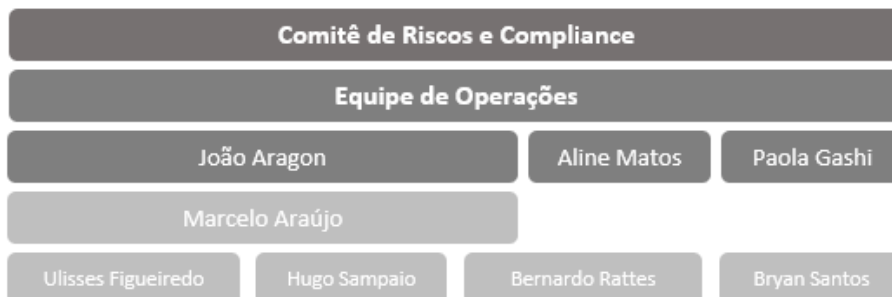 Comitê de Riscos e Compliance
Equipe de Operações
João Aragon Aline Matos Paola Gashi
Marcelo Araújo
Ulisses Figueiredo Hugo Sampaio Bernardo Rattes Bryan Santos